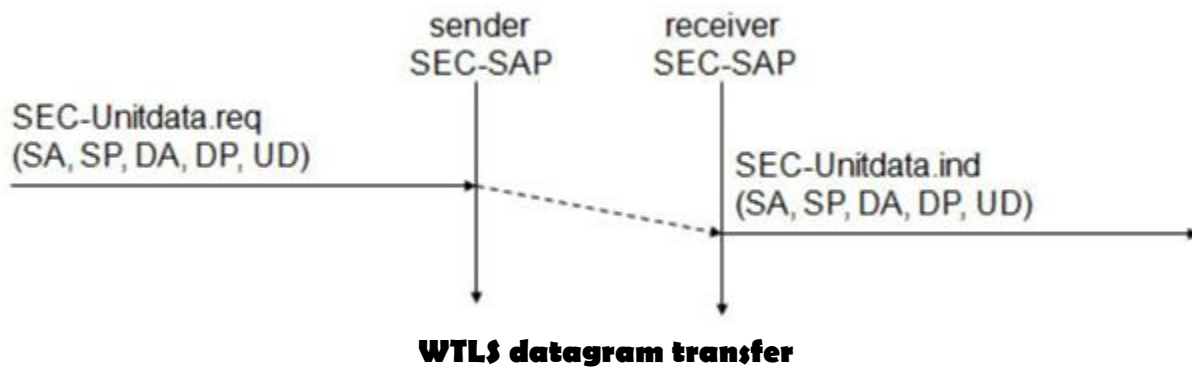 sender
SEC-SAP
receiver
SEC-SAP
SEC-Unitdata.req
(SA, SP, DA, DP, UD)
SEC-Unitdata.ind
(SA, SP, DA, DP, UD)
WTLS datagram transfer